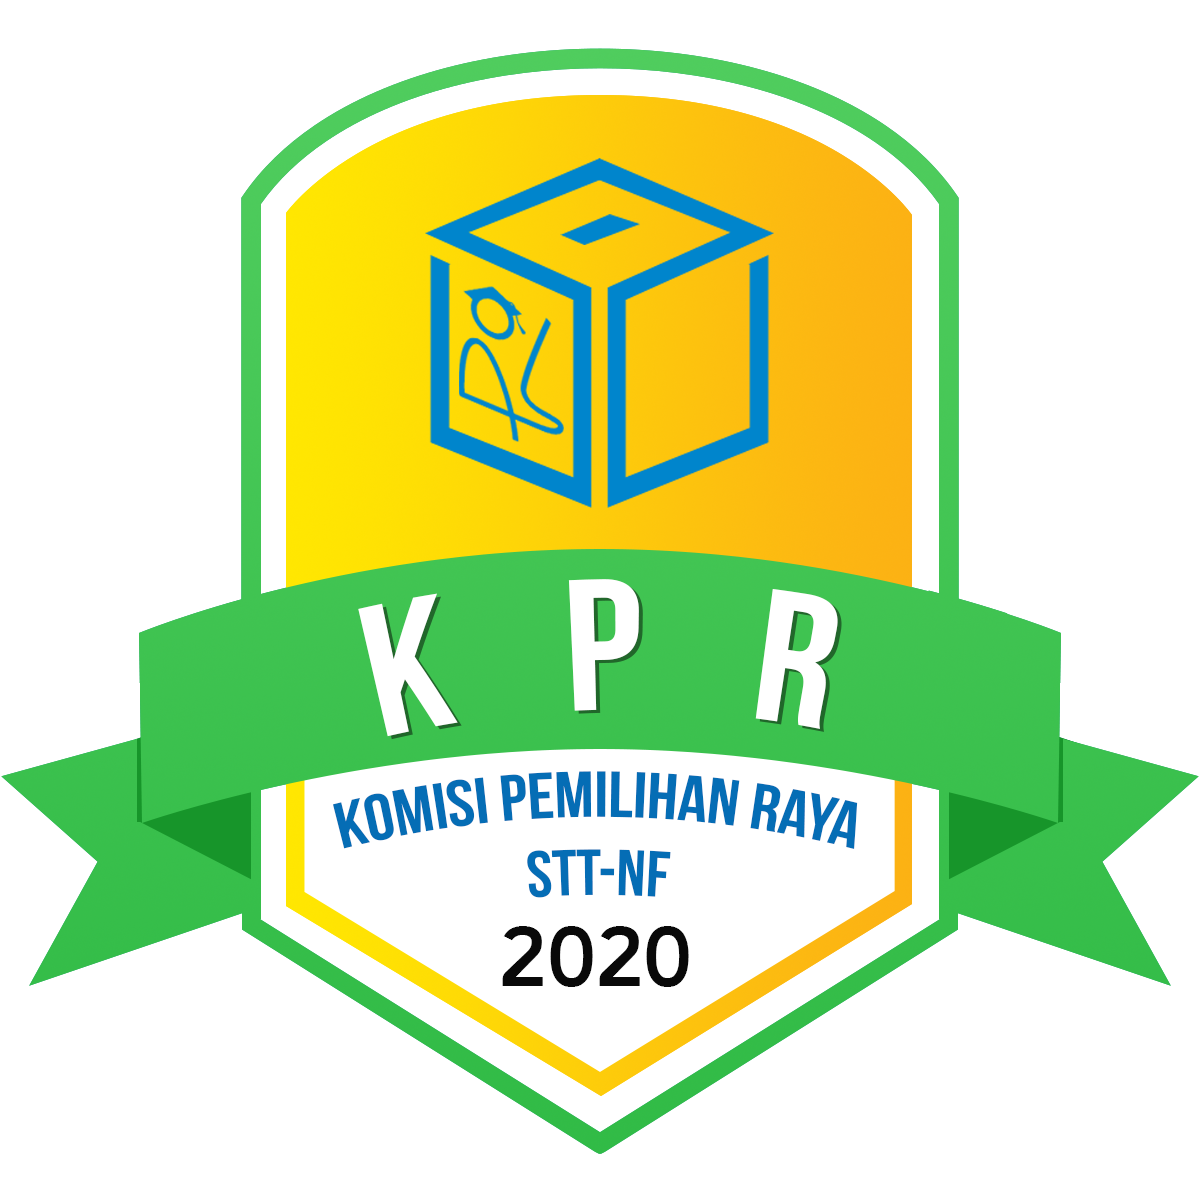 K P R
KOMISI PEMILIHAN RAYA
STT-NF
2020